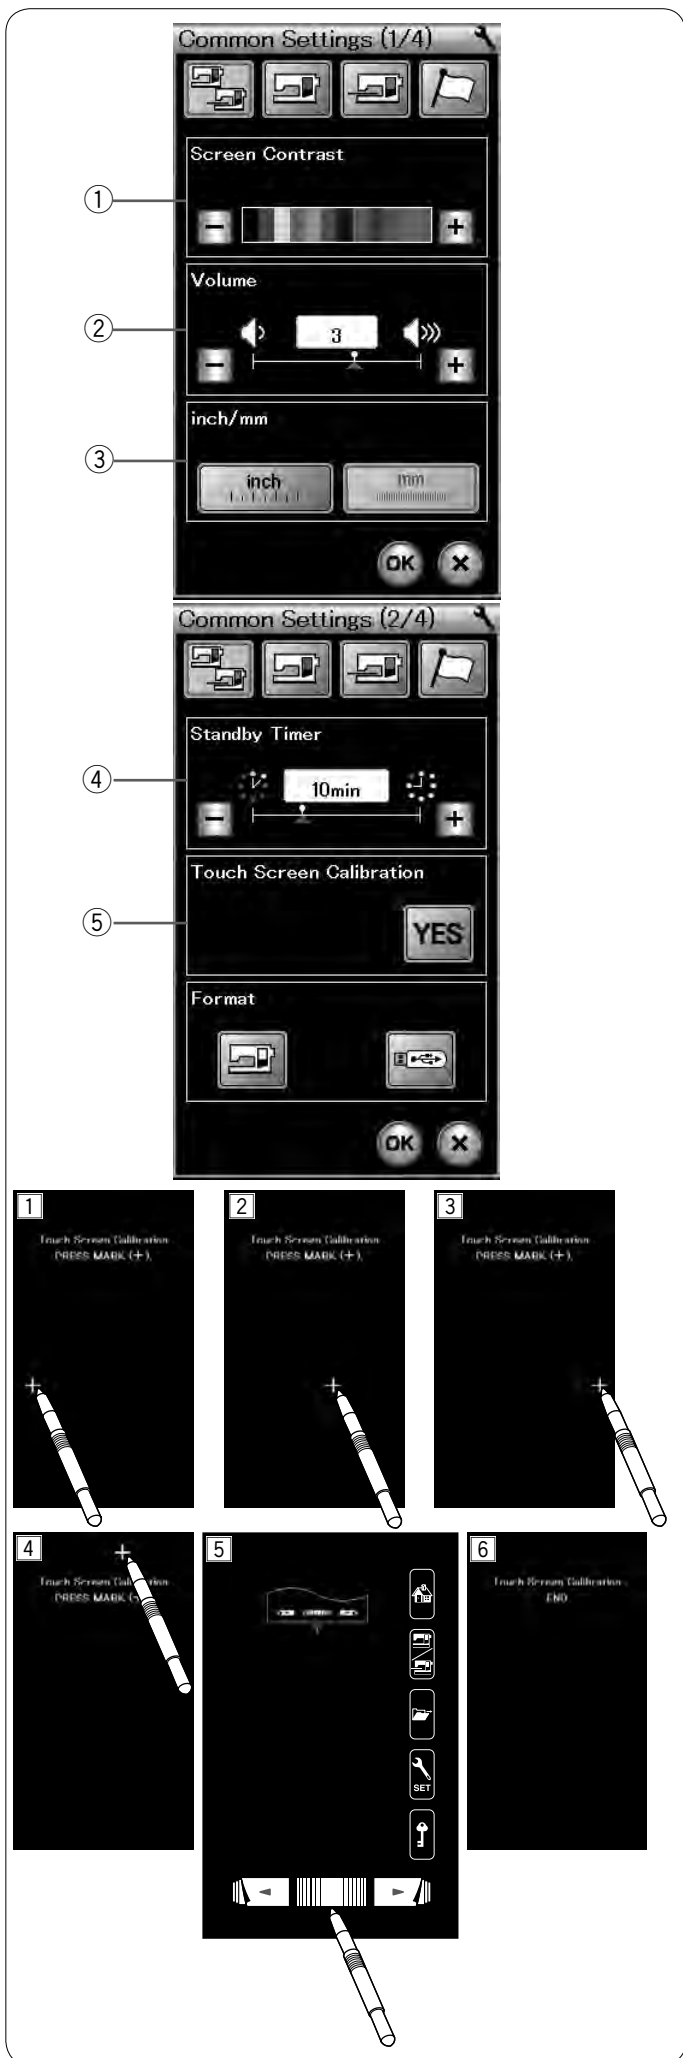 Common Settings (1/4)
Screen Contrast
①
− +
Volume
②
3
− +
inch/mm
③
inch mm
OK ×
Common Settings (2/4)
Standby Timer
④
10min
− +
Touch Screen Calibration
⑤
YES
Format
OK ×
1
Touch Screen Calibration
PRESS MARK (+).
2
Touch Screen Calibration
PRESS MARK (+).
3
Touch Screen Calibration
PRESS MARK (+).
4
Touch Screen Calibration
PRESS MARK
5
SET
6
Touch Screen Calibration
END